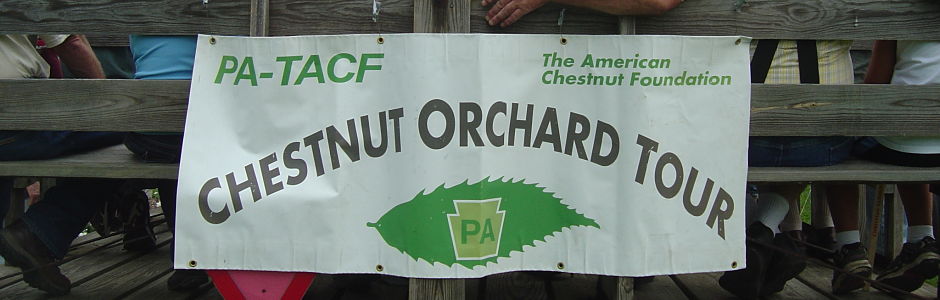 PA-TACF
The American
Chestnut Foundation
CHESTNUT ORCHARD TOUR
PA